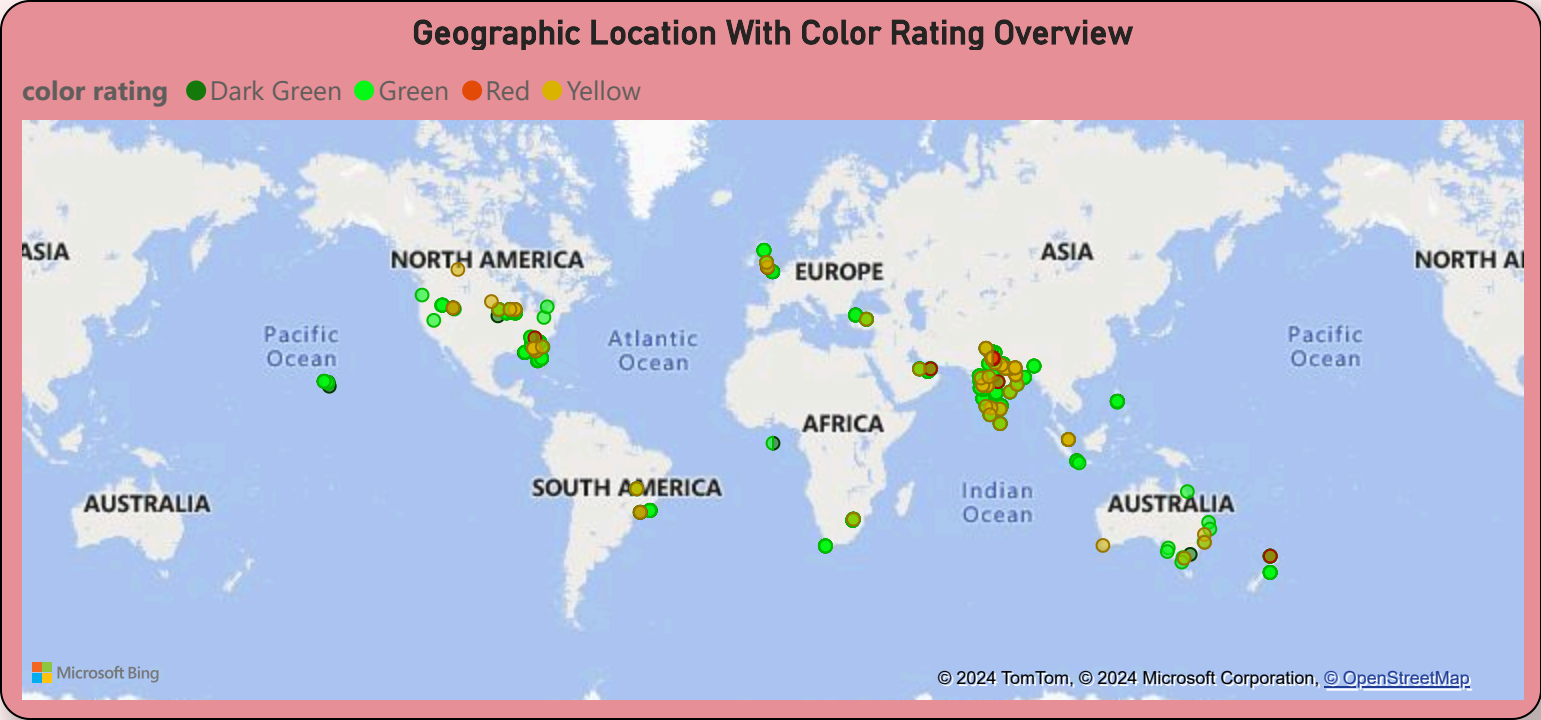 Geographic Location With Color Rating Overview
color rating Dark Green Green Red Yellow
ASIA
NORTH AMERICA
EUROPE
ASIA
NORTH AM
Pacific
Ocean
Atlantic
Ocean
Pacific
Ocean
AFRICA
SOUTH AMERICA
AUSTRALIA
Indian
Ocean
AUSTRALIA
Microsoft Bing
© 2024 TomTom, © 2024 Microsoft Corporation, © OpenStreetMap